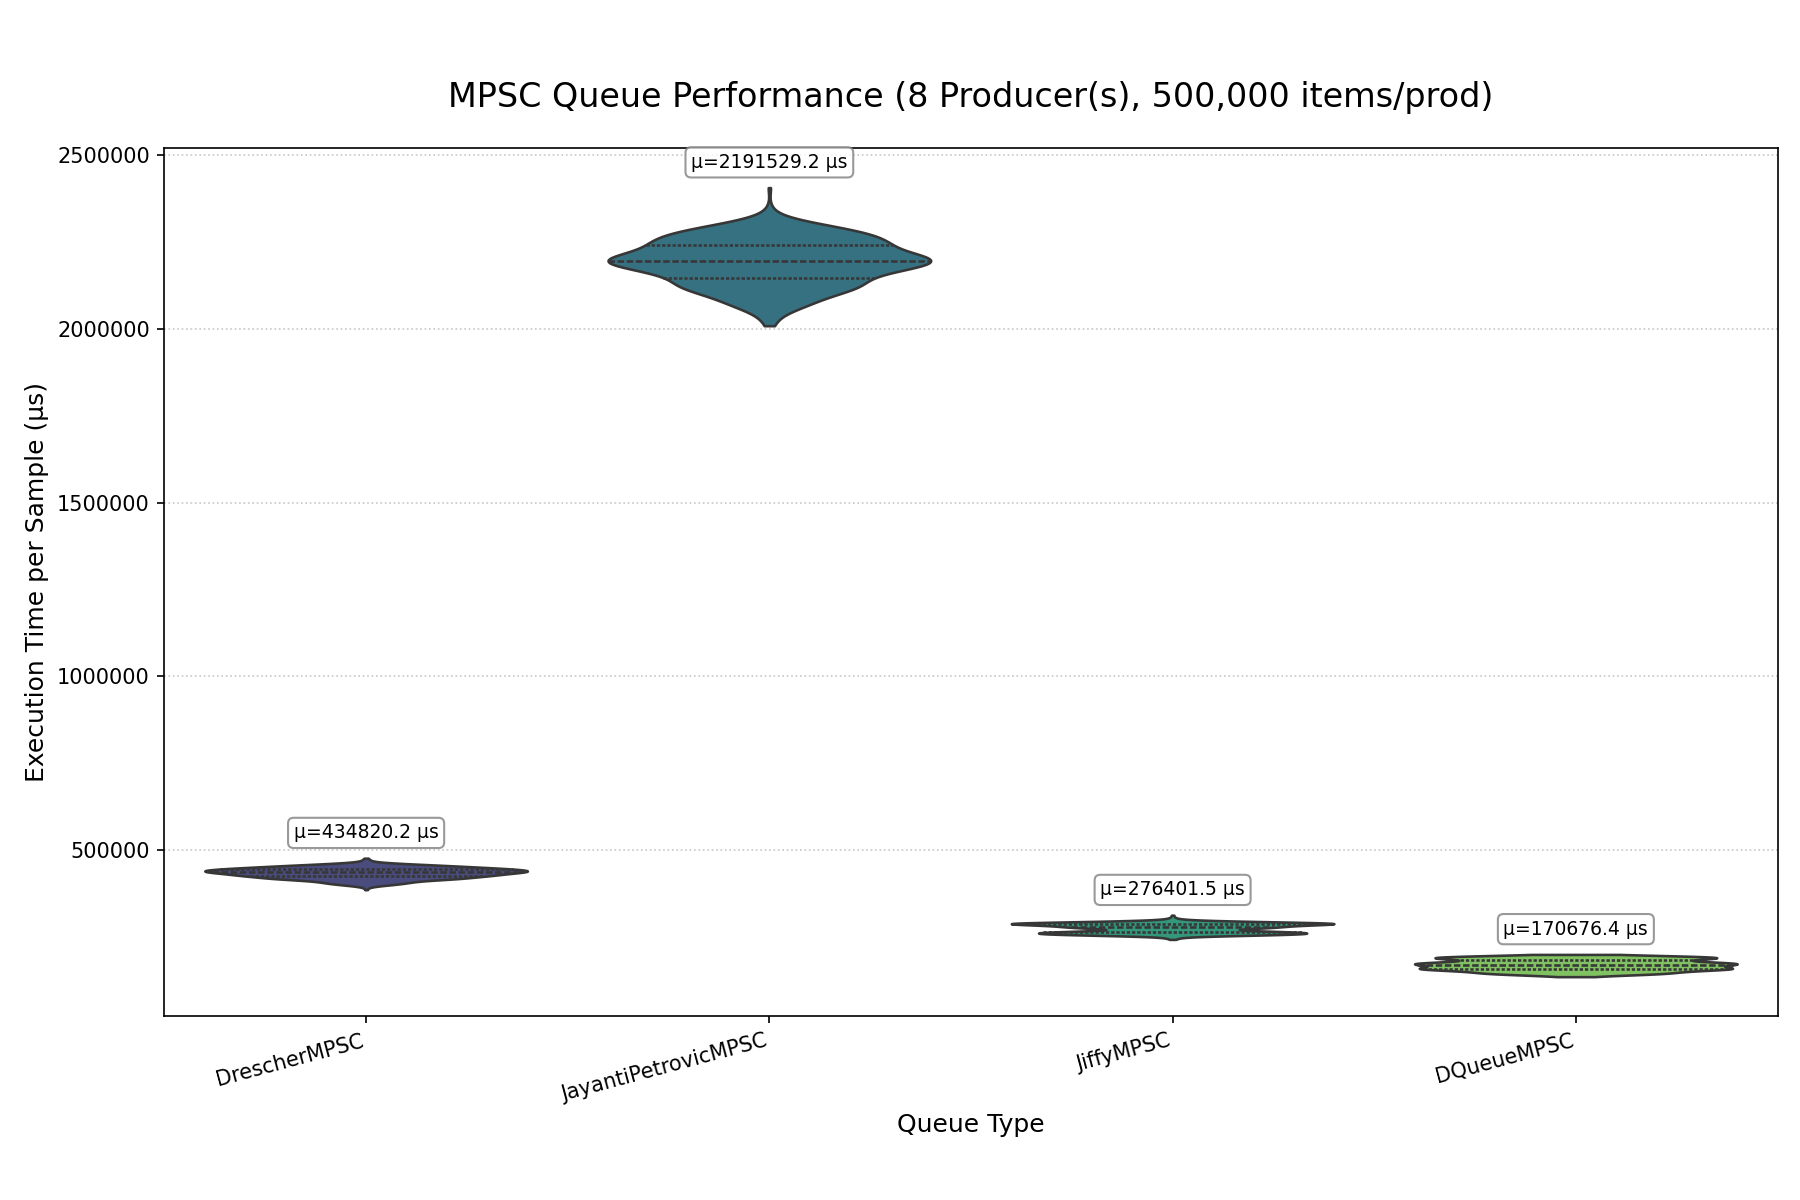 MPSC Queue Performance (8 Producer(s), 500,000 items/prod)
Execution Time per Sample (µs)
2500000
2000000
1500000
1000000
500000
μ=2191529.2 µs
μ=434820.2 µs
μ=276401.5 µs
μ=170676.4 µs
DrescherMPSC
JayantiPetrovicMPSC
JiffyMPSC
DQueueMPSC
Queue Type